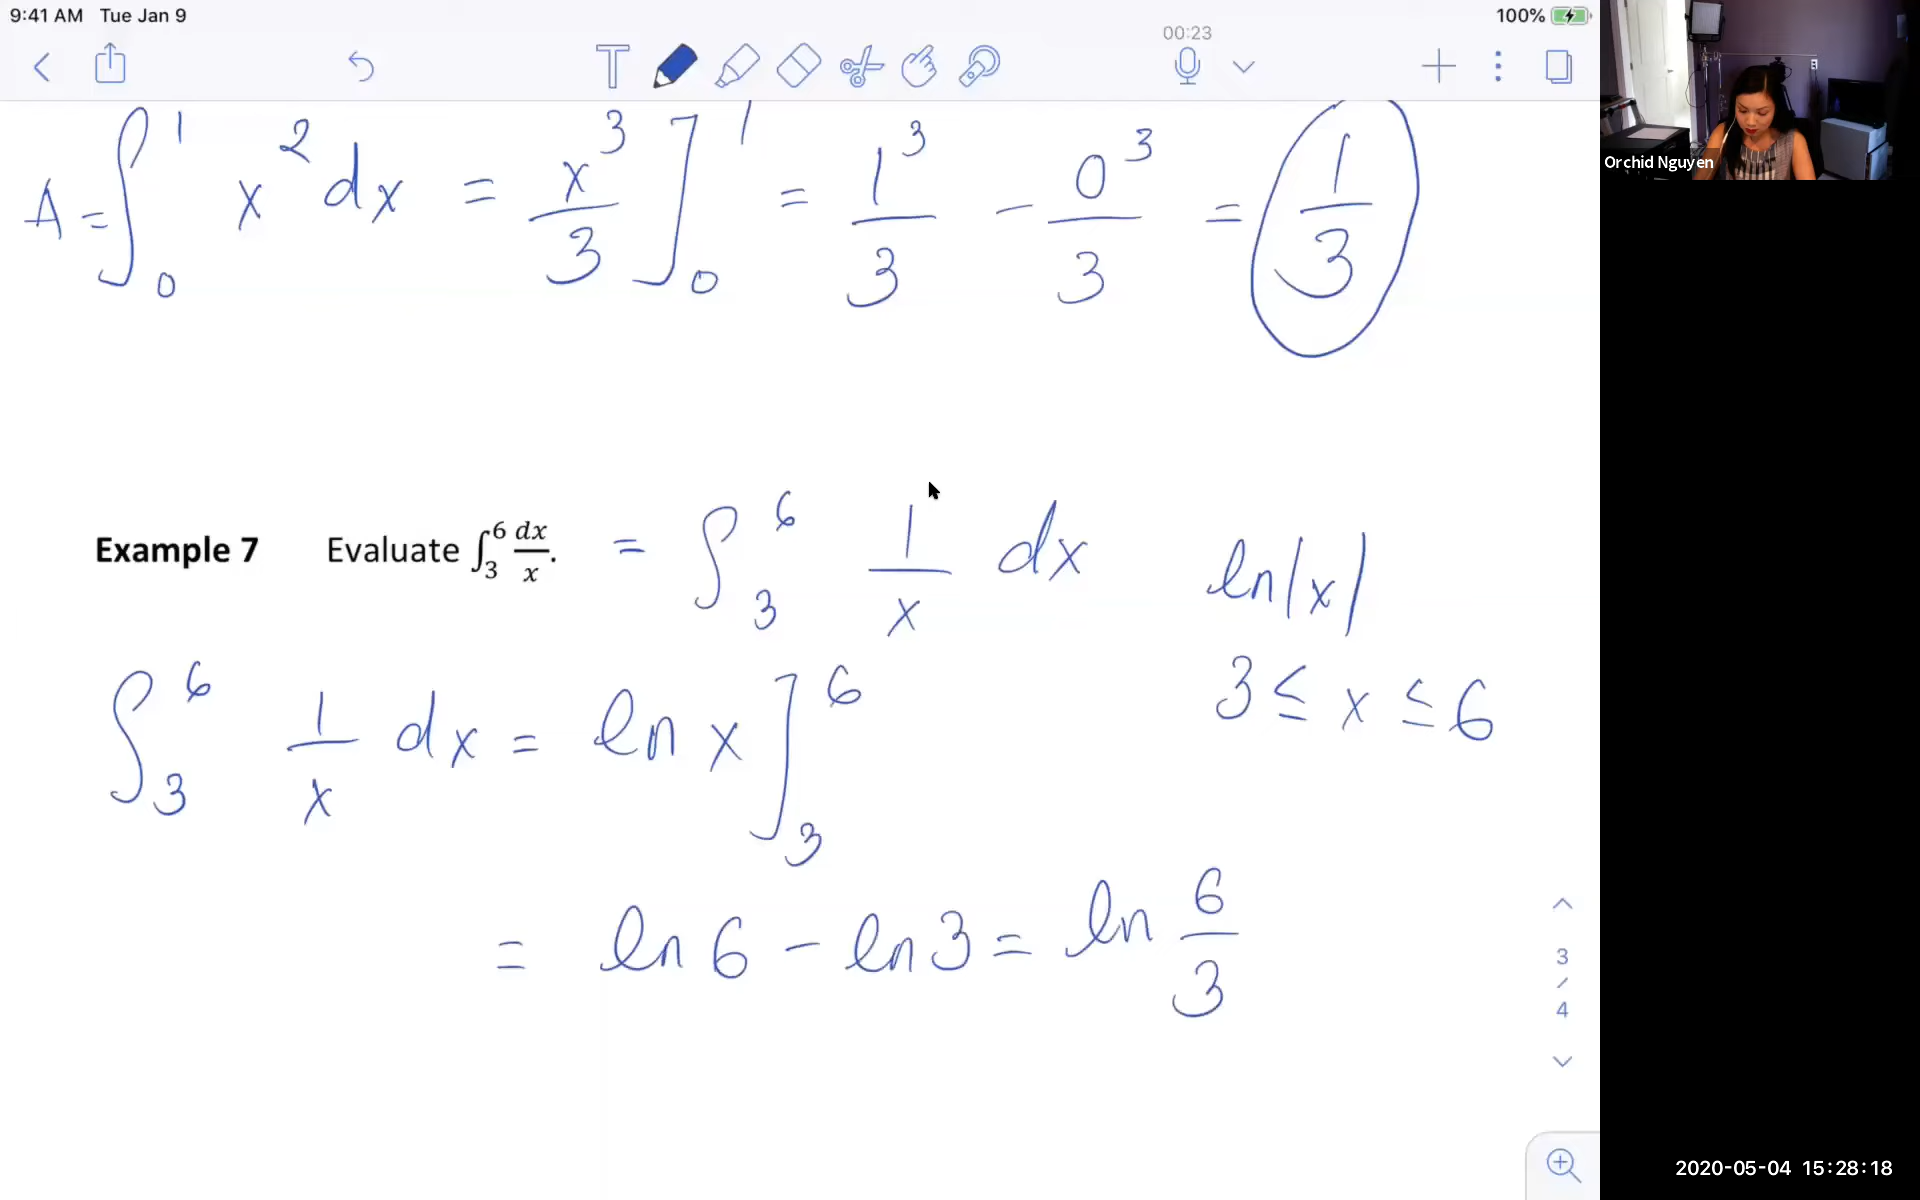 9:41 AM Tue Jan 9
100%
00:23
T
Orchid Nguyen
A = ∫₀¹ x² dx = x³/3 ]₀¹ = 1³/3 - 0³/3 = 1/3
Example 7 Evaluate ∫₃⁶ dx/x. = ∫₃⁶ 1/x dx ln|x|
3 ≤ x ≤ 6
∫₃⁶ 1/x dx = ln x ]₃⁶
= ln 6 - ln 3 = ln 6/3
3 / 4
2020-05-04 15:28:18